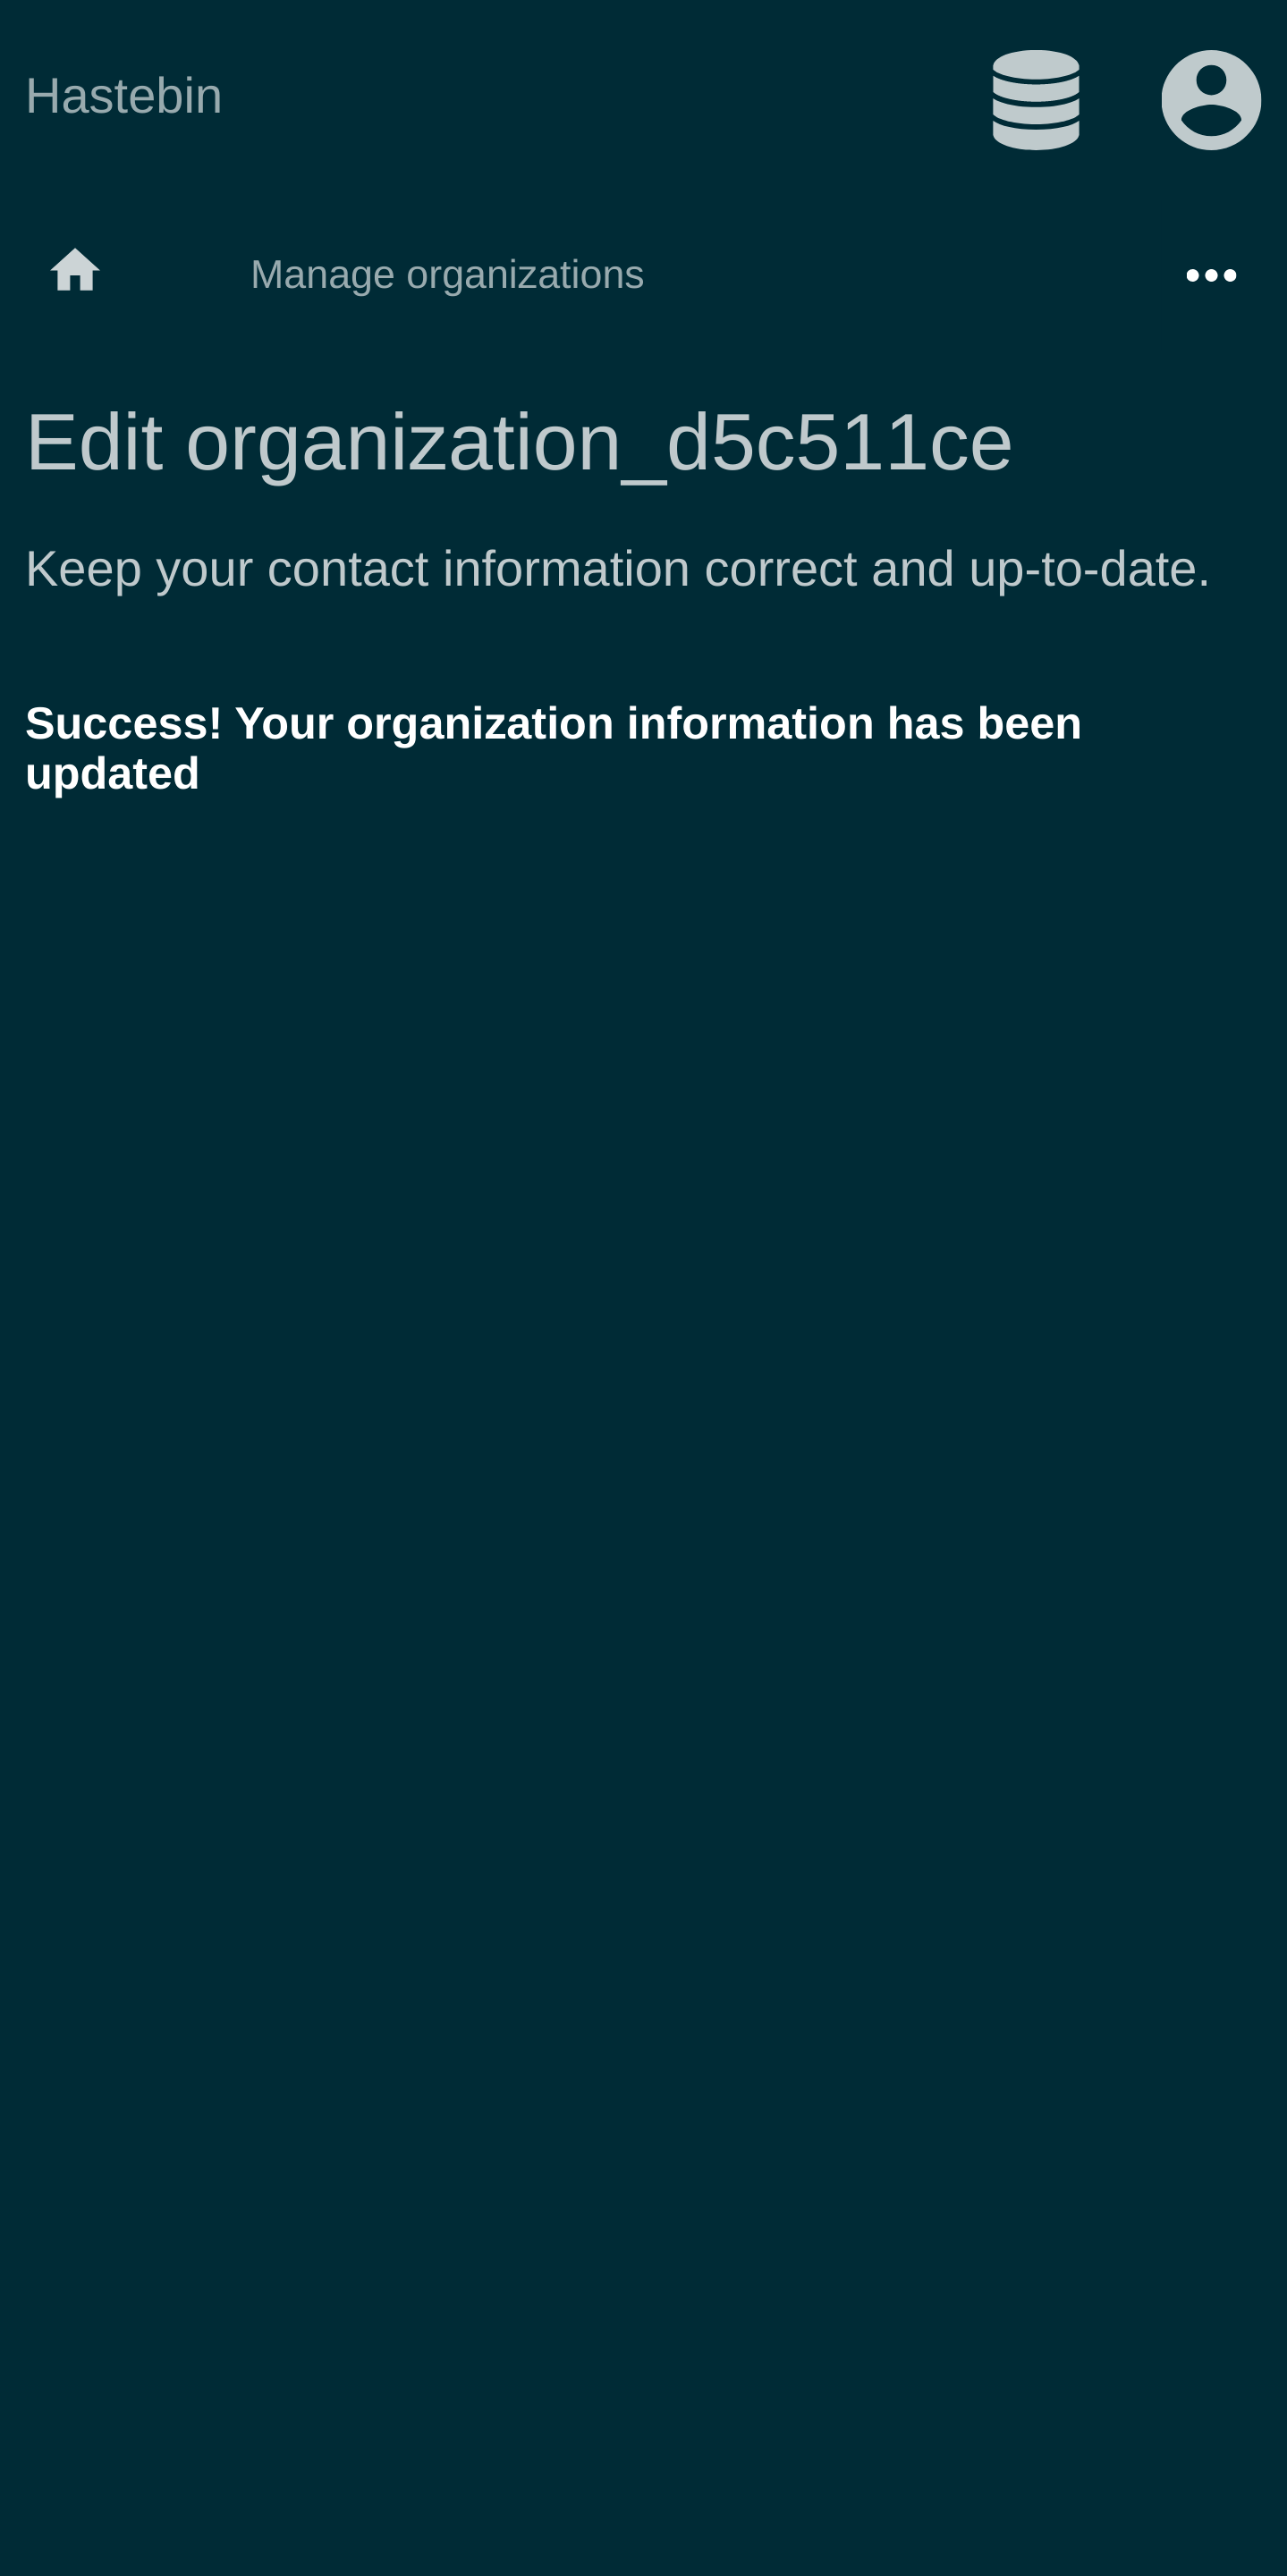 Hastebin
Manage organizations
Edit organization_d5c511ce
Keep your contact information correct and up-to-date.
Success! Your organization information has been
updated